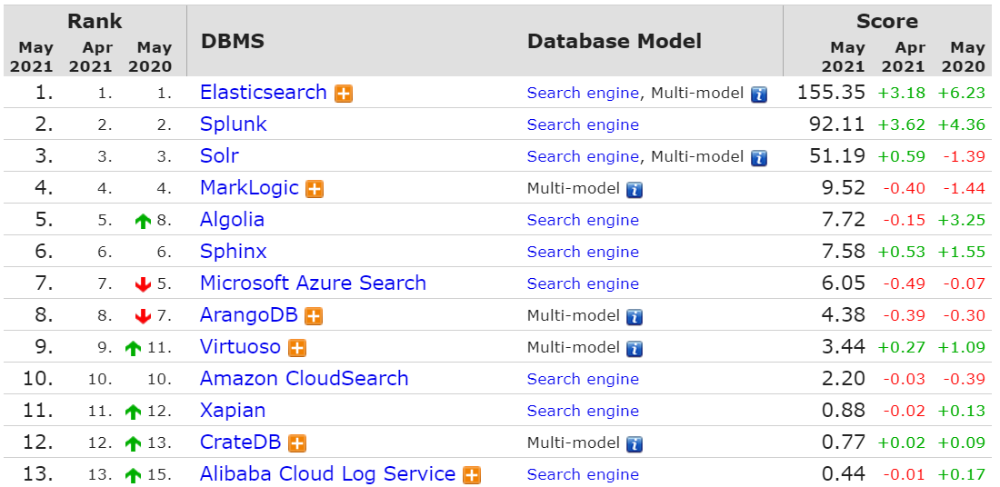 Rank DBMS Database Model Score
May 2021 Apr 2021 May 2020 May 2021 Apr 2021 May 2020
1. 1. 1. Elasticsearch Search engine, Multi-model 155.35 +3.18 +6.23
2. 2. 2. Splunk Search engine 92.11 +3.62 +4.36
3. 3. 3. Solr Search engine, Multi-model 51.19 +0.59 -1.39
4. 4. 4. MarkLogic Multi-model 9.52 -0.40 -1.44
5. 5. 8. Algolia Search engine 7.72 -0.15 +3.25
6. 6. 6. Sphinx Search engine 7.58 +0.53 +1.55
7. 7. 5. Microsoft Azure Search Search engine 6.05 -0.49 -0.07
8. 8. 7. ArangoDB Multi-model 4.38 -0.39 -0.30
9. 9. 11. Virtuoso Multi-model 3.44 +0.27 +1.09
10. 10. 10. Amazon CloudSearch Search engine 2.20 -0.03 -0.39
11. 11. 12. Xapian Search engine 0.88 -0.02 +0.13
12. 12. 13. CrateDB Multi-model 0.77 +0.02 +0.09
13. 13. 15. Alibaba Cloud Log Service Search engine 0.44 -0.01 +0.17